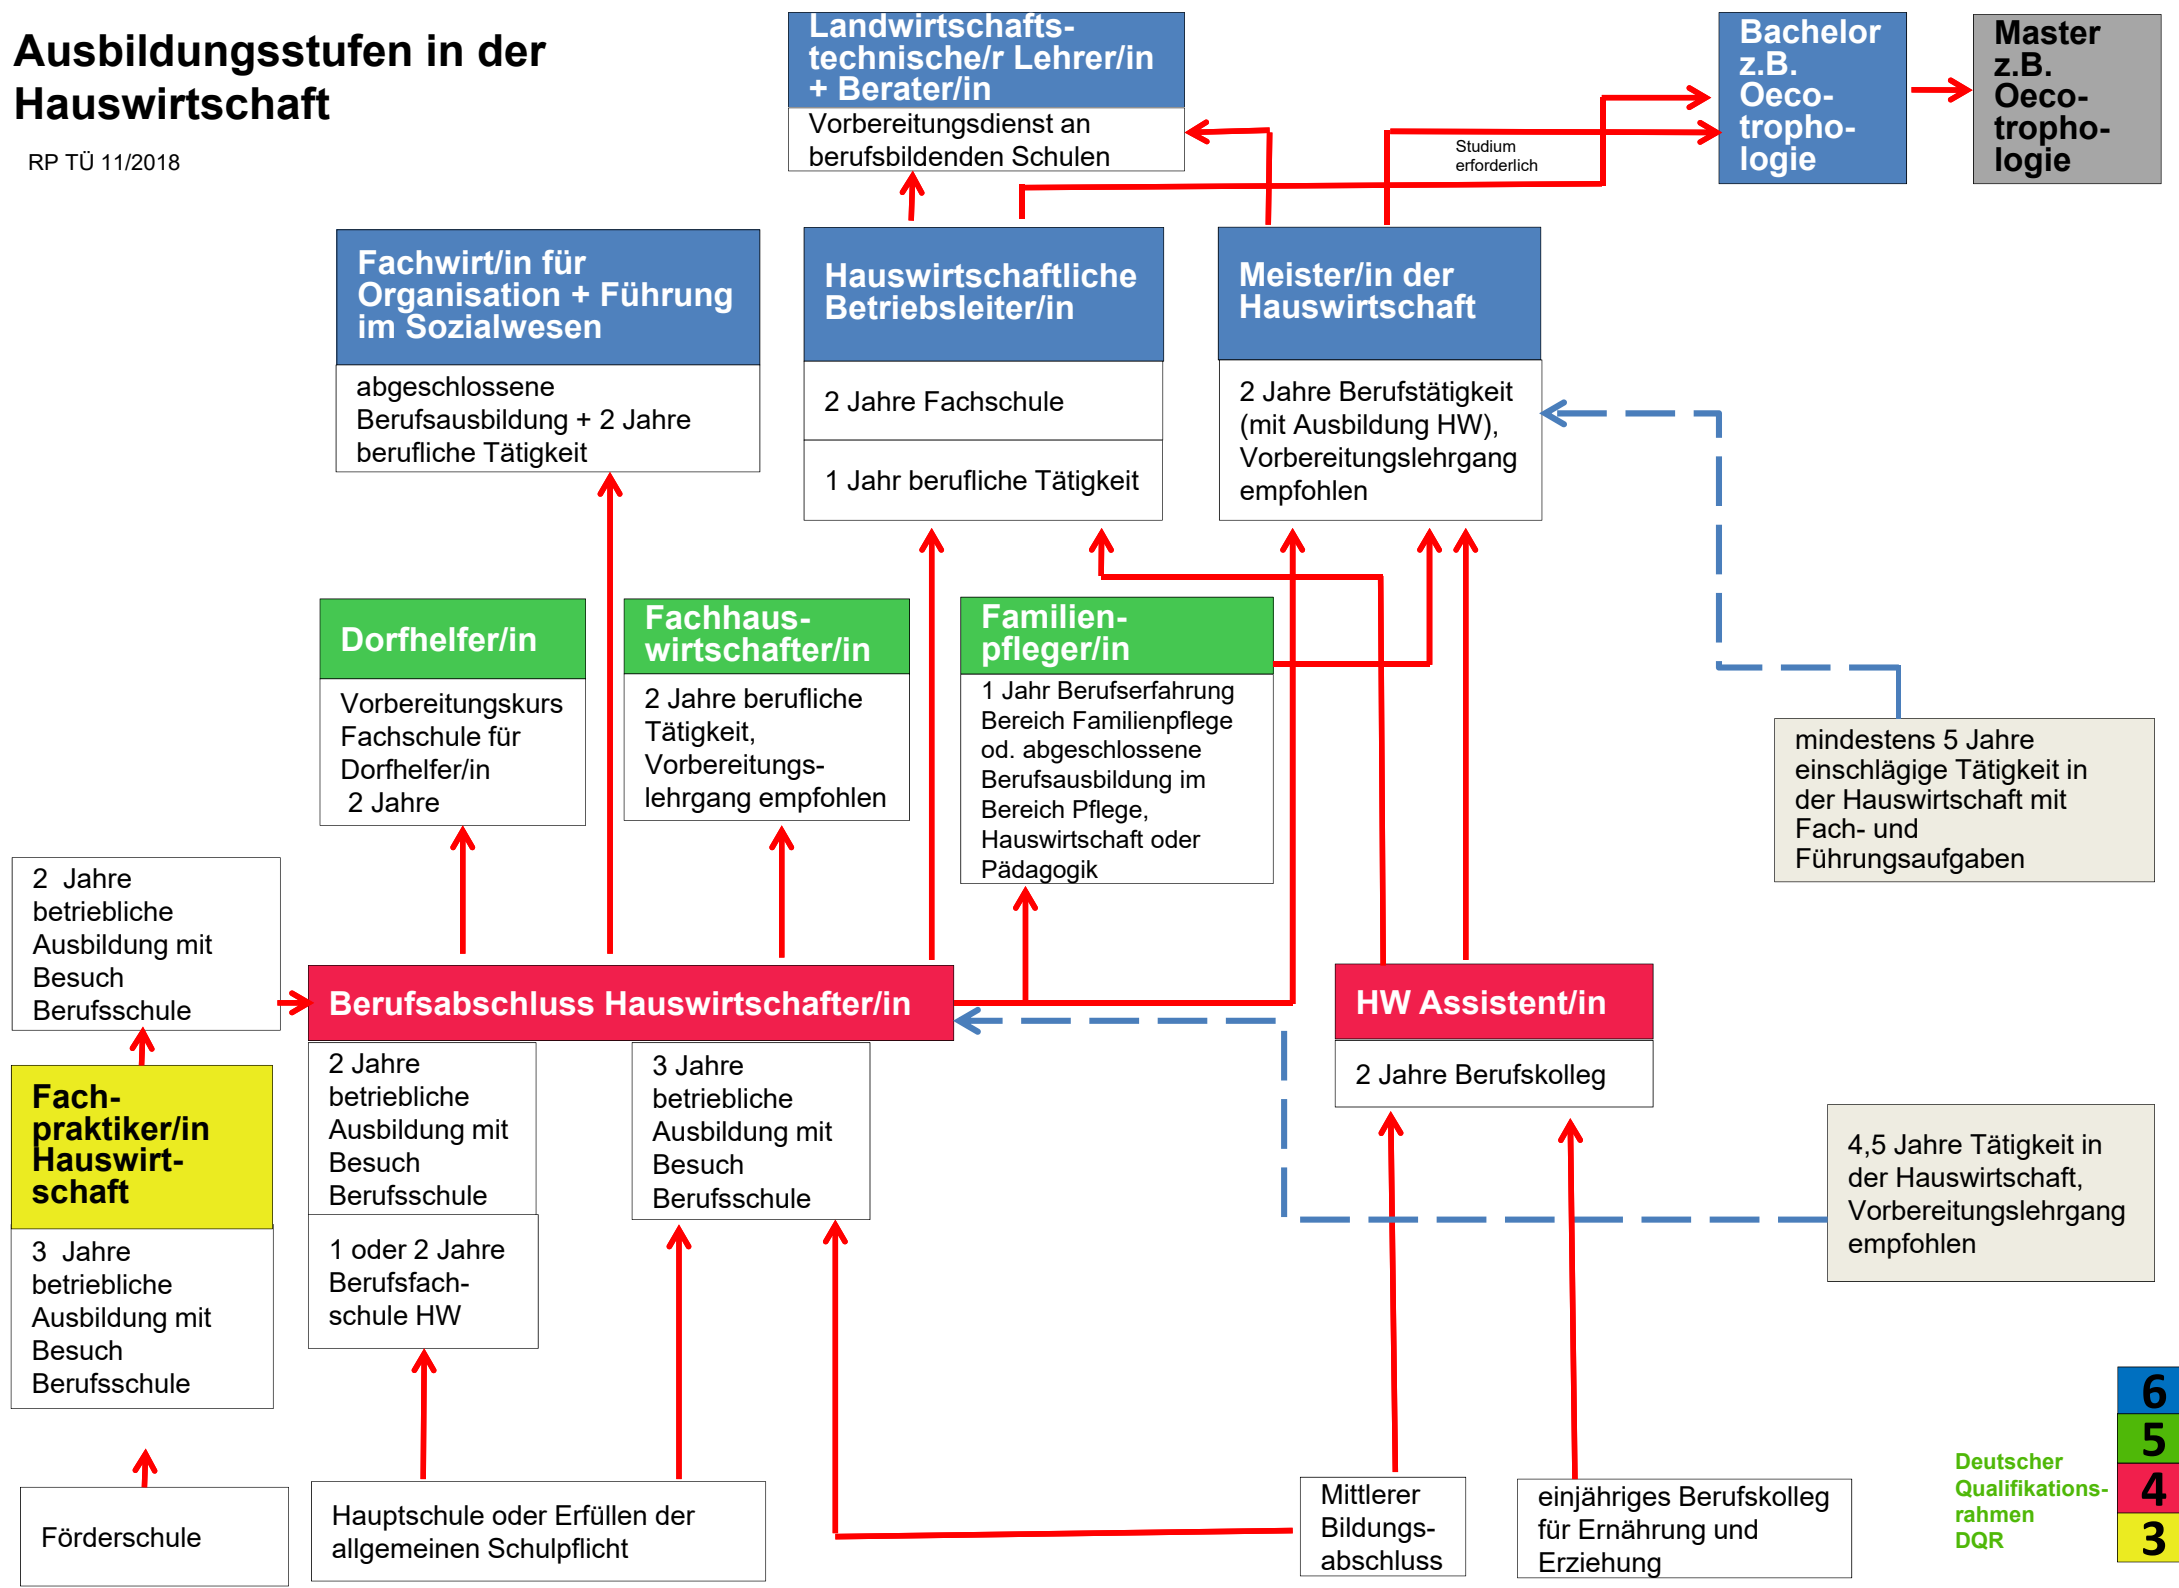 Ausbildungsstufen in der
Hauswirtschaft
RP TÜ 11/2018
Landwirtschafts-
technische/r Lehrer/in
+ Berater/in
Vorbereitungsdienst an
berufsbildenden Schulen
Studium
erforderlich
Bachelor
z.B.
Oeco-
tropho-
logie
Master
z.B.
Oeco-
tropho-
logie
Fachwirt/in für
Organisation + Führung
im Sozialwesen
abgeschlossene
Berufsausbildung + 2 Jahre
berufliche Tätigkeit
Hauswirtschaftliche
Betriebsleiter/in
2 Jahre Fachschule
1 Jahr berufliche Tätigkeit
Meister/in der
Hauswirtschaft
2 Jahre Berufstätigkeit
(mit Ausbildung HW),
Vorbereitungslehrgang
empfohlen
Dorfhelfer/in
Vorbereitungskurs
Fachschule für
Dorfhelfer/in
2 Jahre
Fachhaus-
wirtschafter/in
2 Jahre berufliche
Tätigkeit,
Vorbereitungs-
lehrgang empfohlen
Familien-
pfleger/in
1 Jahr Berufserfahrung
Bereich Familienpflege
od. abgeschlossene
Berufsausbildung im
Bereich Pflege,
Hauswirtschaft oder
Pädagogik
mindestens 5 Jahre
einschlägige Tätigkeit in
der Hauswirtschaft mit
Fach- und
Führungsaufgaben
2 Jahre
betriebliche
Ausbildung mit
Besuch
Berufsschule
Berufsabschluss Hauswirtschafter/in
HW Assistent/in
2 Jahre Berufskolleg
Fach-
praktiker/in
Hauswirt-
schaft
3 Jahre
betriebliche
Ausbildung mit
Besuch
Berufsschule
2 Jahre
betriebliche
Ausbildung mit
Besuch
Berufsschule
1 oder 2 Jahre
Berufsfach-
schule HW
3 Jahre
betriebliche
Ausbildung mit
Besuch
Berufsschule
4,5 Jahre Tätigkeit in
der Hauswirtschaft,
Vorbereitungslehrgang
empfohlen
Förderschule
Hauptschule oder Erfüllen der
allgemeinen Schulpflicht
Mittlerer
Bildungs-
abschluss
einjähriges Berufskolleg
für Ernährung und
Erziehung
Deutscher
Qualifikations-
rahmen
DQR
6
5
4
3